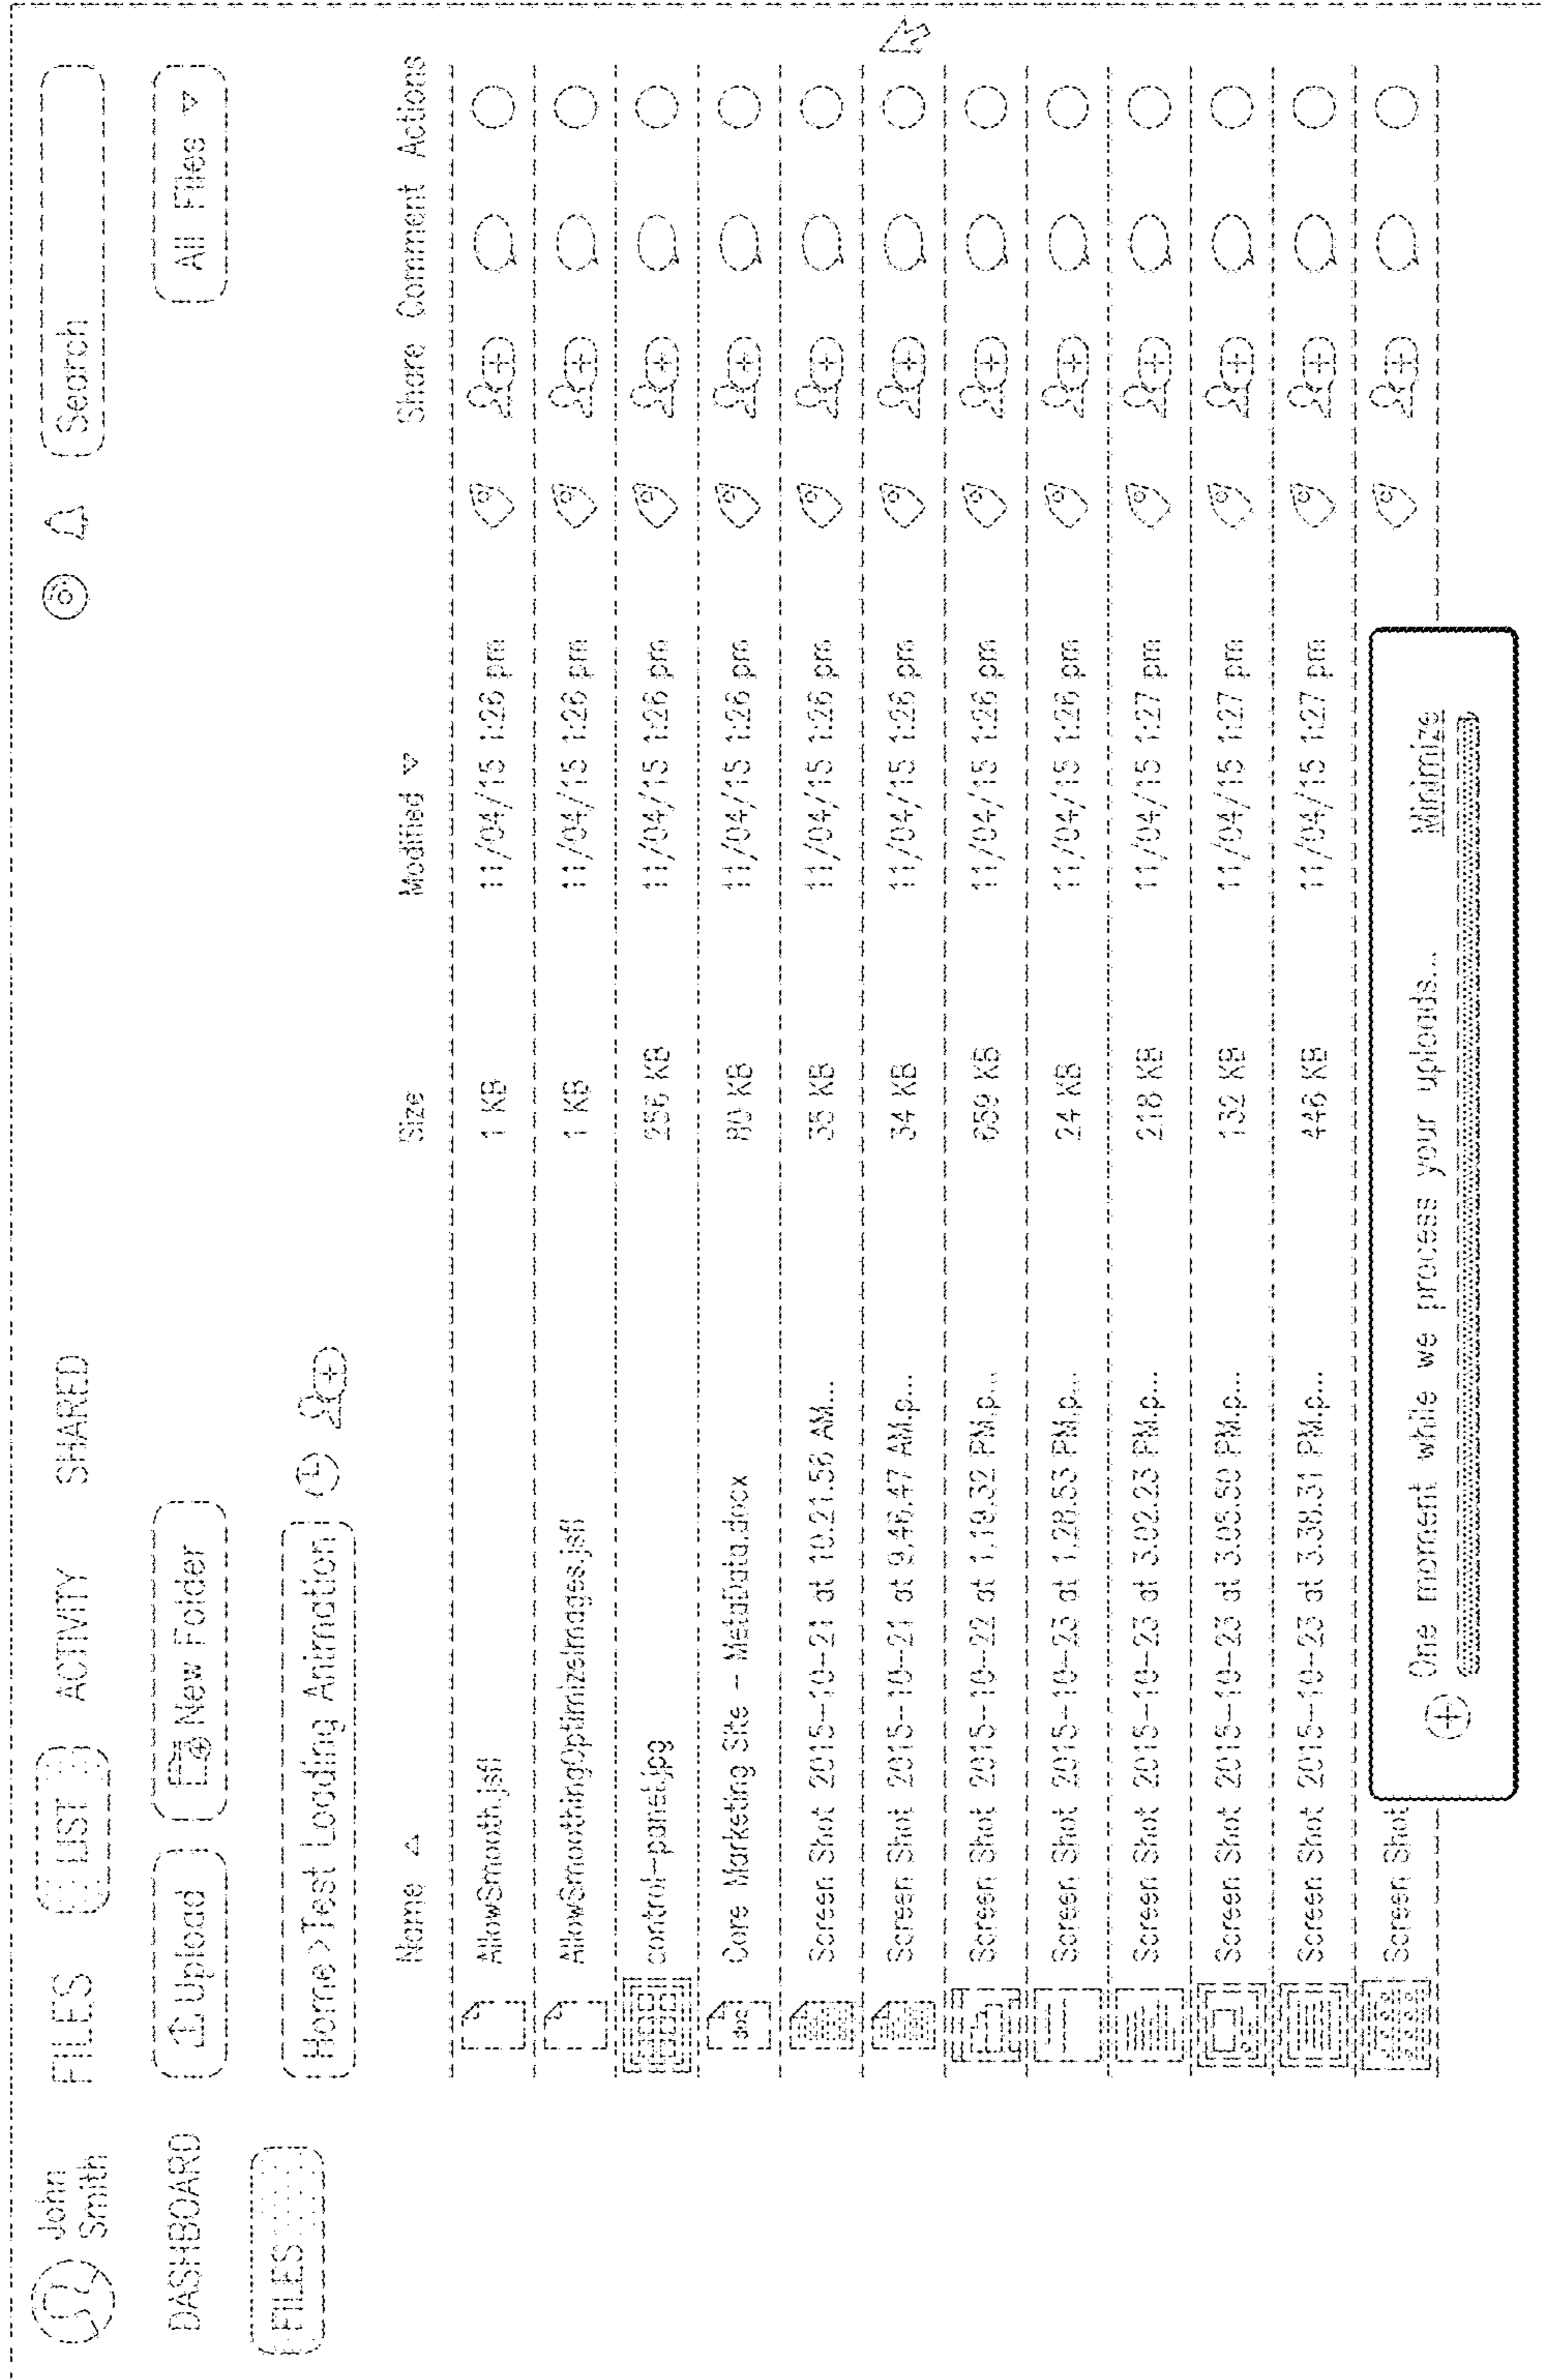 John Smith FILES LIST ACTIVITY SHARED Search
DASHBOARD Upload New Folder All Files
FILES Home > Test Loading Animation
Name Size Modified Share Comment Actions
AllowSmooth.jsfl 1 KB 11/04/15 1:26 pm
AllowSmoothingOptimizeImages.jsfl 1 KB 11/04/15 1:26 pm
control-panel.jpg 256 KB 11/04/15 1:26 pm
doc Core Marketing Site - MetaData.docx 80 KB 11/04/15 1:26 pm
Screen Shot 2015-10-21 at 10.21.56 AM... 35 KB 11/04/15 1:26 pm
Screen Shot 2015-10-21 at 9.46.47 AM.p... 34 KB 11/04/15 1:26 pm
Screen Shot 2015-10-22 at 1.19.32 PM.p... 659 KB 11/04/15 1:26 pm
Screen Shot 2015-10-23 at 1.28.53 PM.p... 24 KB 11/04/15 1:26 pm
Screen Shot 2015-10-23 at 3.02.23 PM.p... 218 KB 11/04/15 1:27 pm
Screen Shot 2015-10-23 at PM.p... 132 KB 11/04/15 1:27 pm
Screen Shot 2015-10-23 at 3.38.31 PM.p... 446 KB 11/04/15 1:27 pm
Screen Shot
One moment while we process your uploads... Minimize